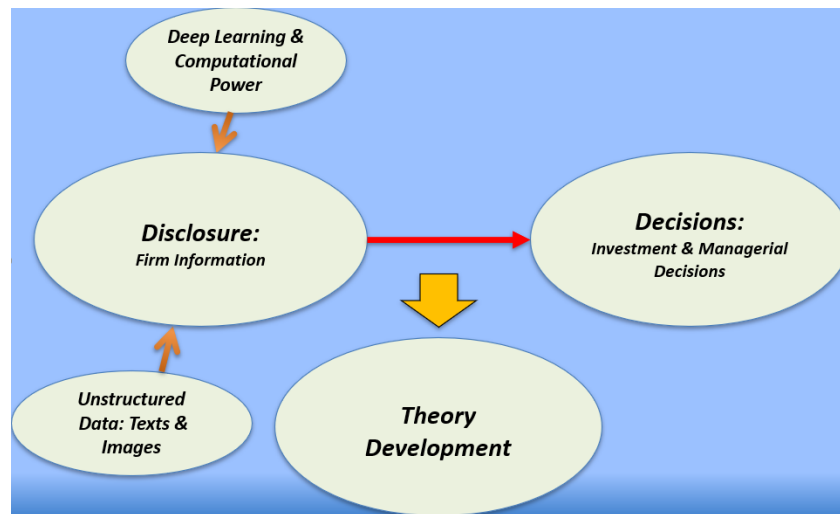 Deep Learning &
Computational
Power
Disclosure:
Firm Information
Decisions:
Investment & Managerial
Decisions
Unstructured
Data: Texts &
Images
Theory
Development